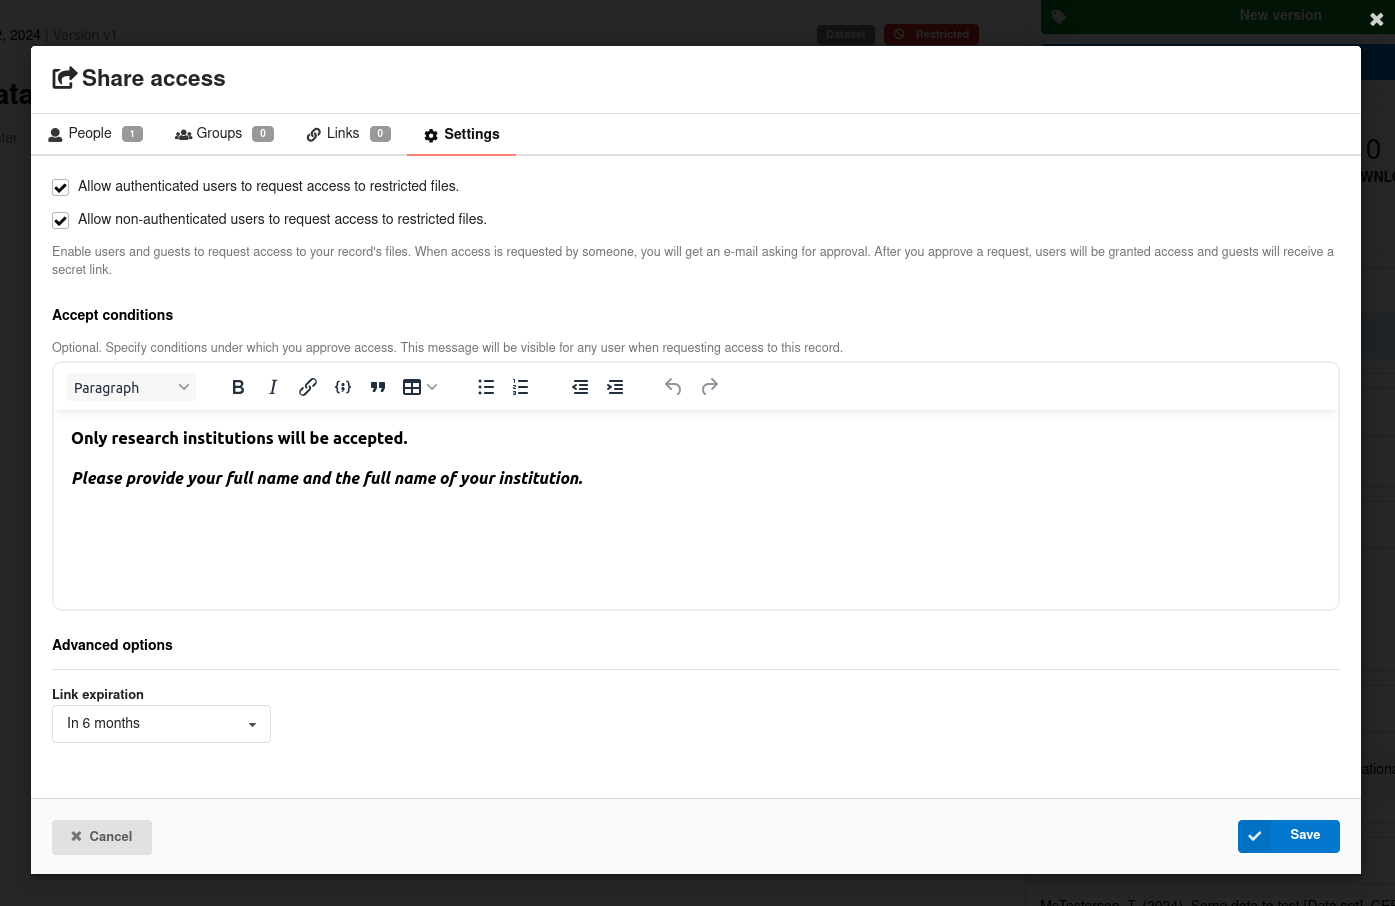 2, 2024 | Version v1
Dataset
Restricted
New version
ata
ster
0
WNLO
Share access
People 1
Groups 0
Links 0
Settings
Allow authenticated users to request access to restricted files.
Allow non-authenticated users to request access to restricted files.
Enable users and guests to request access to your record's files. When access is requested by someone, you will get an e-mail asking for approval. After you approve a request, users will be granted access and guests will receive a
secret link.
Accept conditions
Optional. Specify conditions under which you approve access. This message will be visible for any user when requesting access to this record.
Paragraph
Only research institutions will be accepted.
Please provide your full name and the full name of your institution.
Advanced options
Link expiration
In 6 months
ationa
Cancel
Save
McTesterson, T. (2024). Some data to test [Data set]. CER